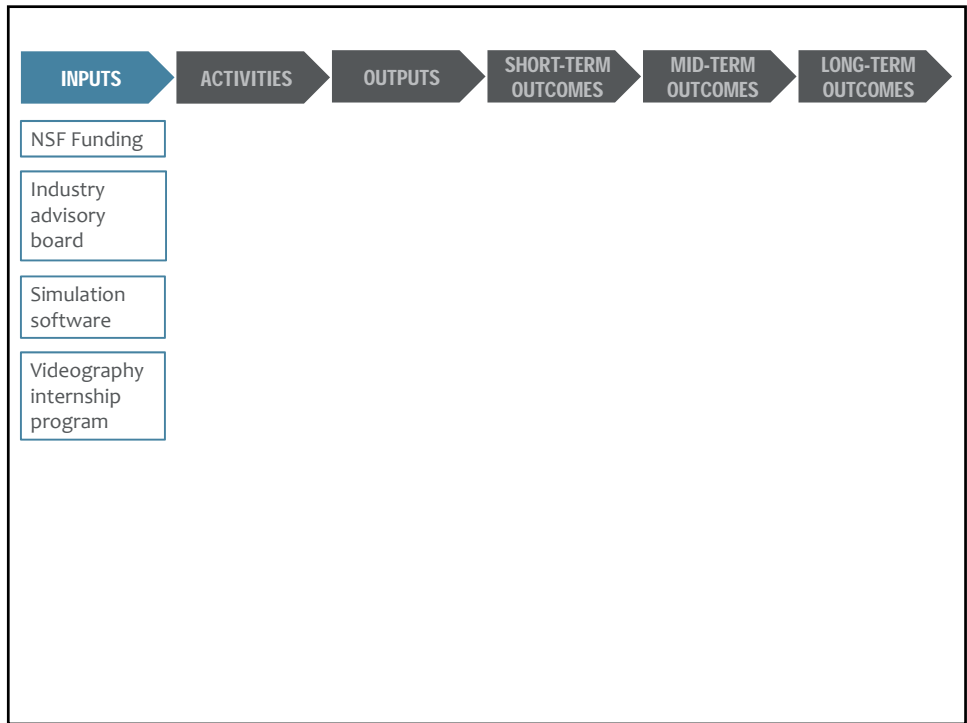 INPUTS
ACTIVITIES
OUTPUTS
SHORT-TERM
OUTCOMES
MID-TERM
OUTCOMES
LONG-TERM
OUTCOMES
NSF Funding
Industry
advisory
board
Simulation
software
Videography
internship
program